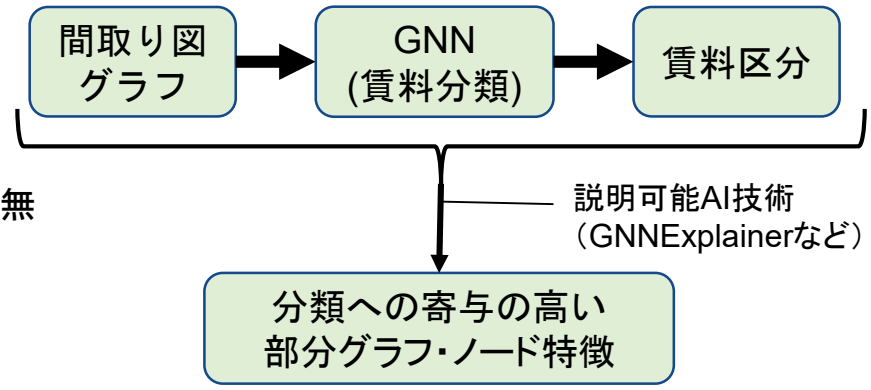 間取り図
グラフ
GNN
(賃料分類)
賃料区分
無
説明可能AI技術
（GNNExplainerなど）
分類への寄与の高い
部分グラフ・ノード特徴